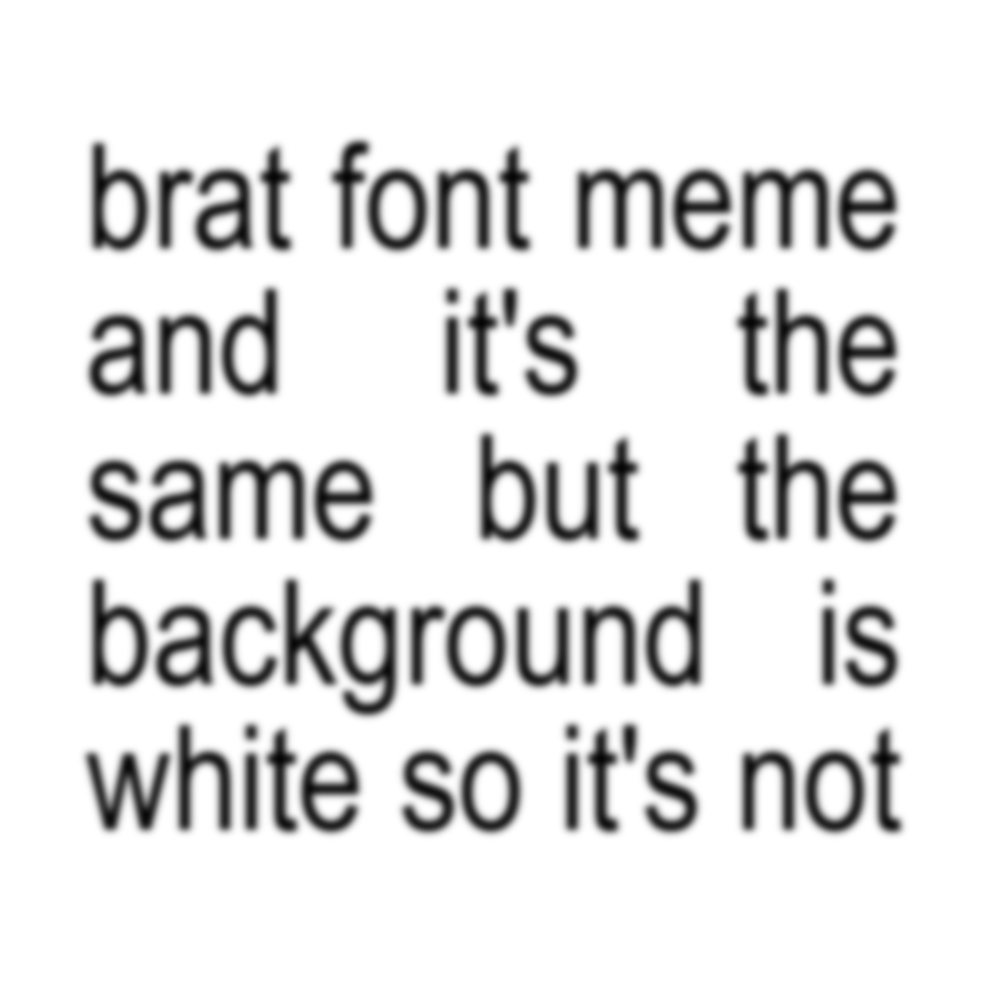 brat font meme
and it's the
same but the
background is
white so it's not